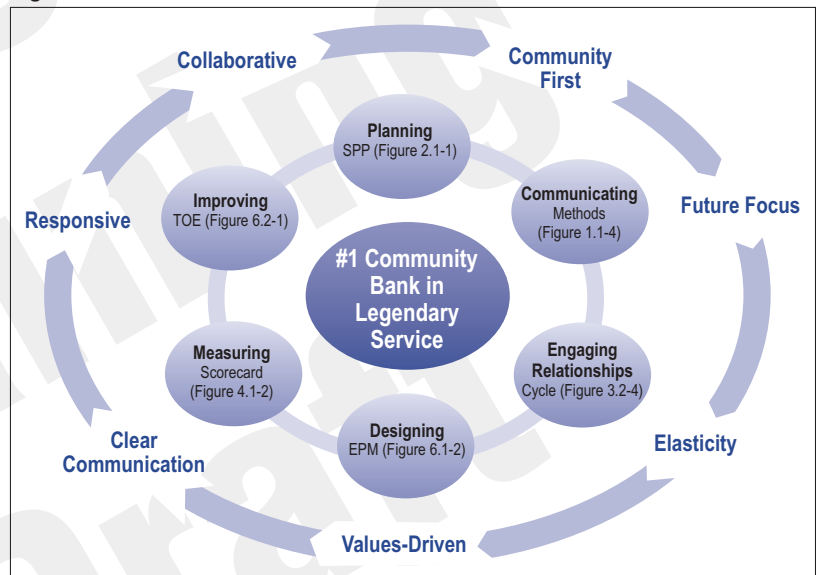 Collaborative
Community
First
Future Focus
Elasticity
Values-Driven
Clear
Communication
Responsive
Planning
SPP (Figure 2.1-1)
Communicating
Methods
(Figure 1.1-4)
Engaging
Relationships
Cycle (Figure 3.2-4)
Designing
EPM (Figure 6.1-2)
Measuring
Scorecard
(Figure 4.1-2)
Improving
TOE (Figure 6.2-1)
#1 Community
Bank in
Legendary
Service
Draft